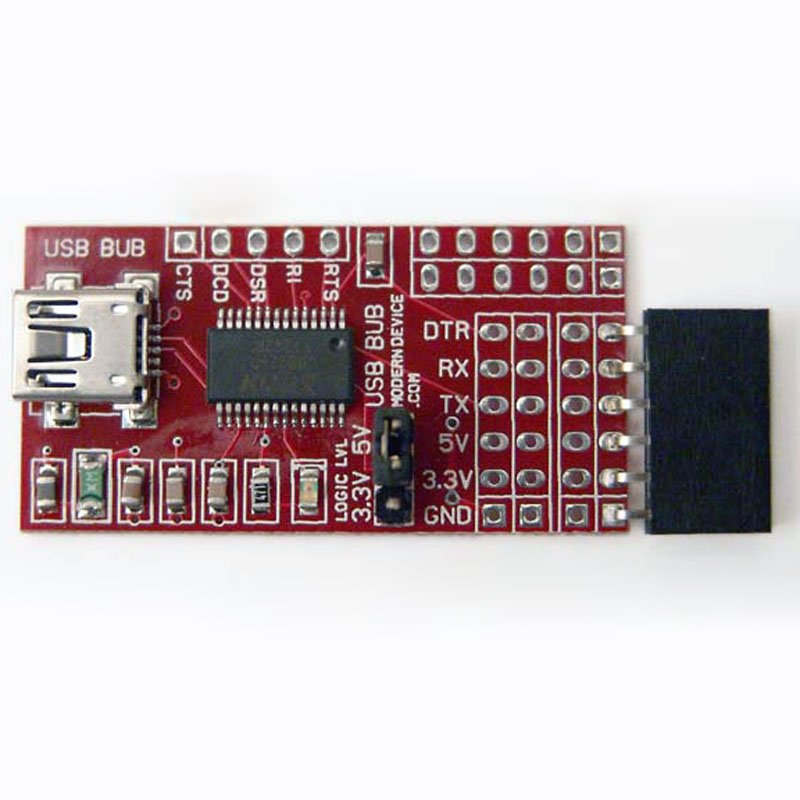 USB BUB
CTS
DCD
DSR
RI
RTS
USB BUB
MODERNDEVICE
.COM
LOGIC LVL
3.3V 5V
DTR
RX
TX
5V
3.3V
GND